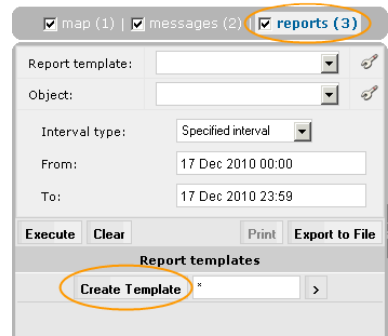 map (1) | messages (2) | reports (3)
Report template:
Object:
Interval type: Specified interval
From: 17 Dec 2010 00:00
To: 17 Dec 2010 23:59
Execute Clear Print Export to File
Report templates
Create Template * >